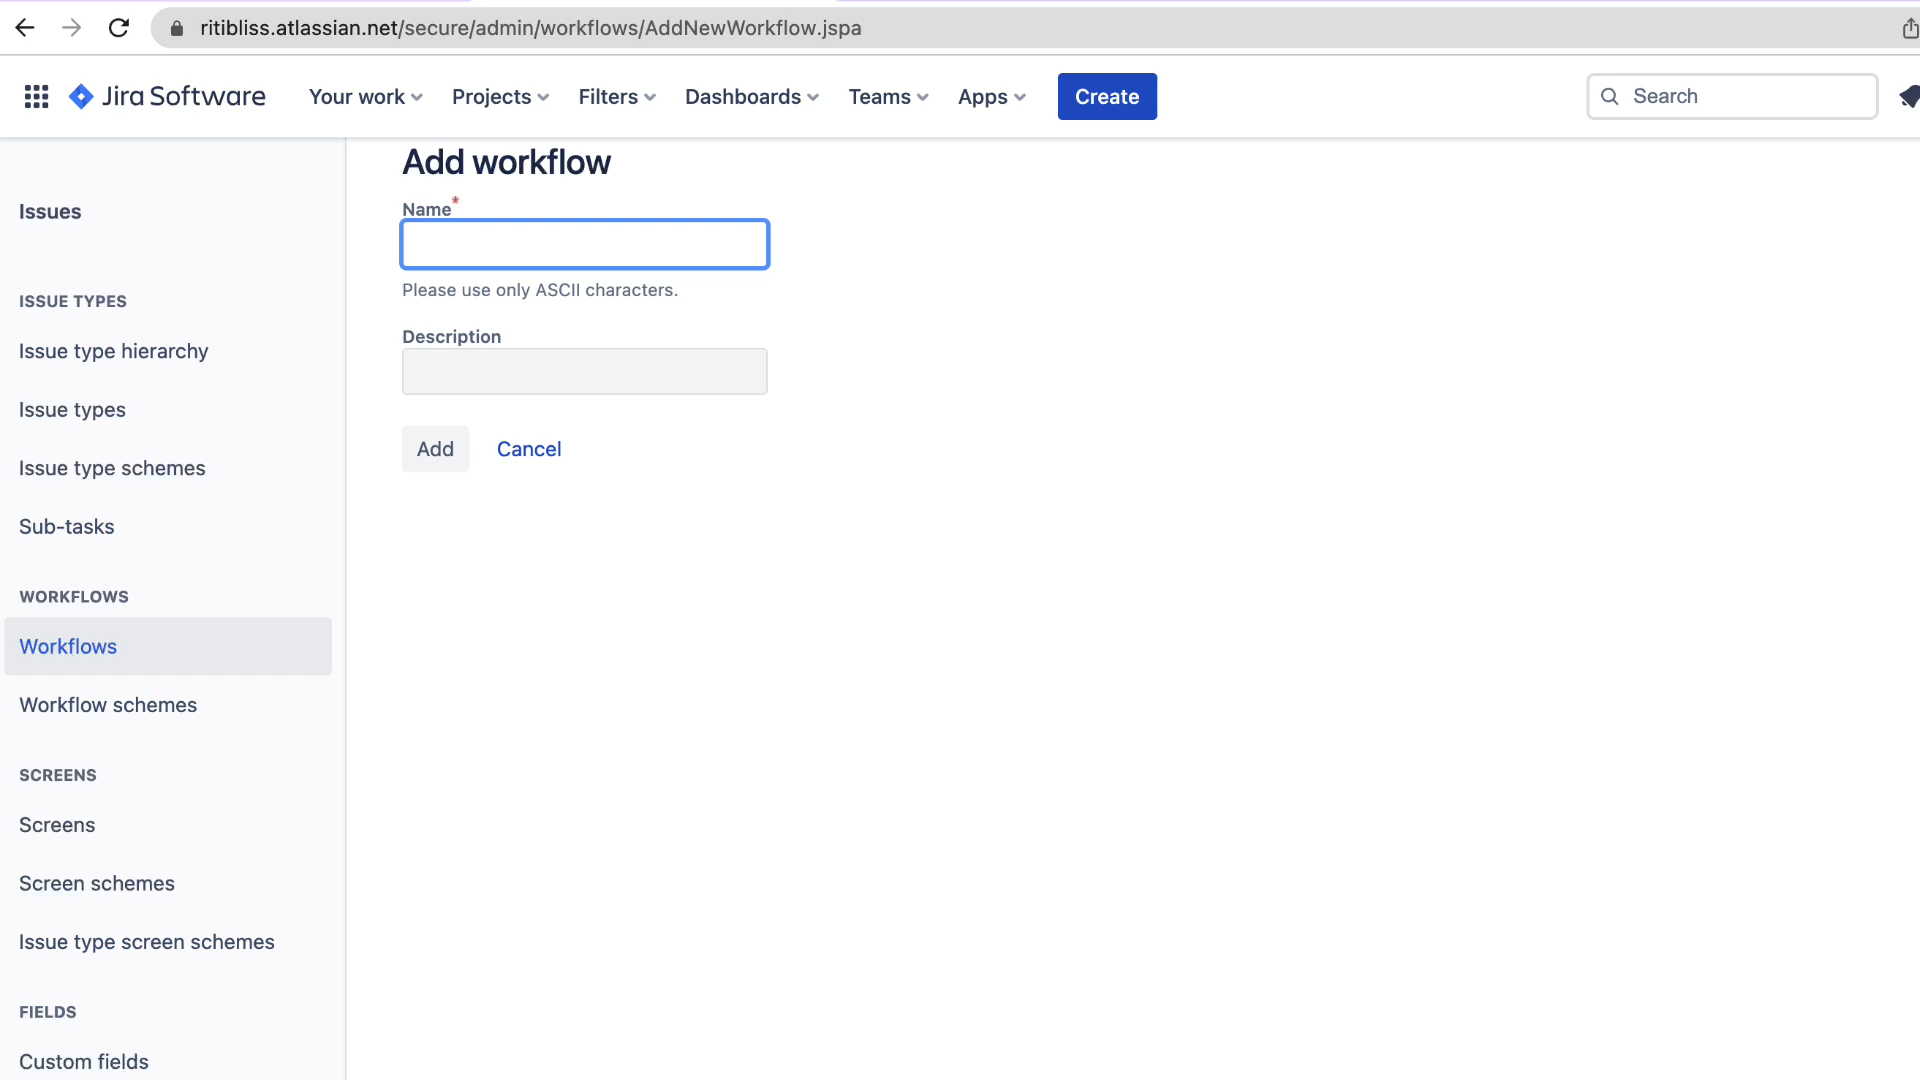 ritibliss.atlassian.net/secure/admin/workflows/AddNewWorkflow.jspa
Jira Software Your work Projects Filters Dashboards Teams Apps Create Search
Add workflow
Name*
Please use only ASCII characters.
Description
Add Cancel
Issues
ISSUE TYPES
Issue type hierarchy
Issue types
Issue type schemes
Sub-tasks
WORKFLOWS
Workflows
Workflow schemes
SCREENS
Screens
Screen schemes
Issue type screen schemes
FIELDS
Custom fields